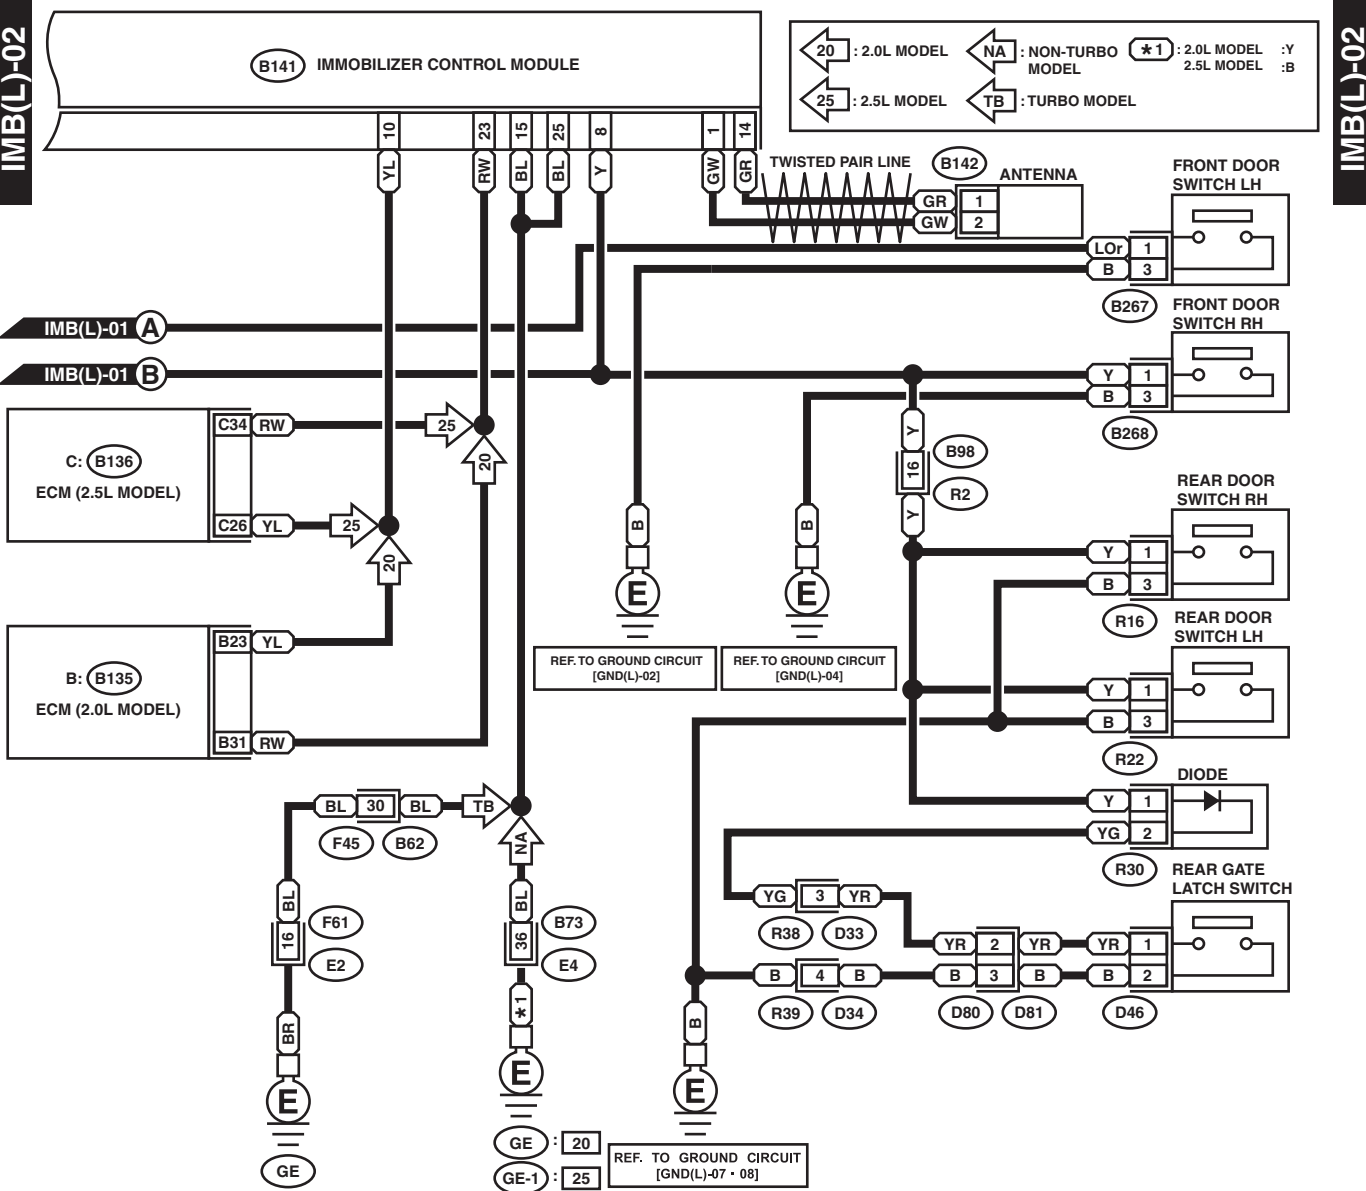 IMB(L)-02
IMB(L)-02
B141 IMMOBILIZER CONTROL MODULE
20 : 2.0L MODEL
NA : NON-TURBO MODEL
*1 : 2.0L MODEL :Y
2.5L MODEL :B
25 : 2.5L MODEL
TB : TURBO MODEL
10 23 15 25 8 1 14
YL RW BL BL Y GW GR
TWISTED PAIR LINE
B142
ANTENNA
GR 1
GW 2
FRONT DOOR
SWITCH LH
LOr 1
B 3
B267
IMB(L)-01 A
IMB(L)-01 B
FRONT DOOR
SWITCH RH
Y 1
B 3
B268
C34 RW 25
20
C: B136
ECM (2.5L MODEL)
C26 YL 25
20
Y
16
Y
B98
R2
B
E
B
E
REAR DOOR
SWITCH RH
Y 1
B 3
R16
B23 YL
B: B135
ECM (2.0L MODEL)
B31 RW
REF. TO GROUND CIRCUIT
[GND(L)-02]
REF. TO GROUND CIRCUIT
[GND(L)-04]
REAR DOOR
SWITCH LH
Y 1
B 3
R22
DIODE
Y 1
YG 2
R30
BL 30 BL TB
F45 B62
NA
BL
16
F61
E2
BR
E
GE
BL
36
B73
E4
*1
E
GE : 20
GE-1 : 25
REAR GATE
LATCH SWITCH
YG 3 YR
R38 D33
YR 2 YR YR 1
B 4 B B 3 B B 2
R39 D34 D80 D81 D46
B
E
REF. TO GROUND CIRCUIT
[GND(L)-07・08]